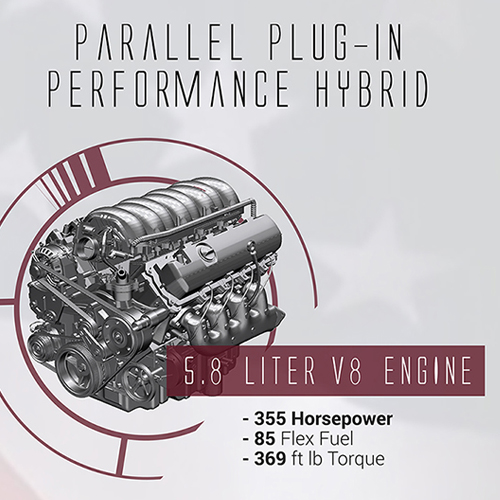 PARALLEL PLUG-IN
PERFORMANCE HYBRID
5.8 LITER V8 ENGINE
- 355 Horsepower
- 85 Flex Fuel
- 369 ft lb Torque